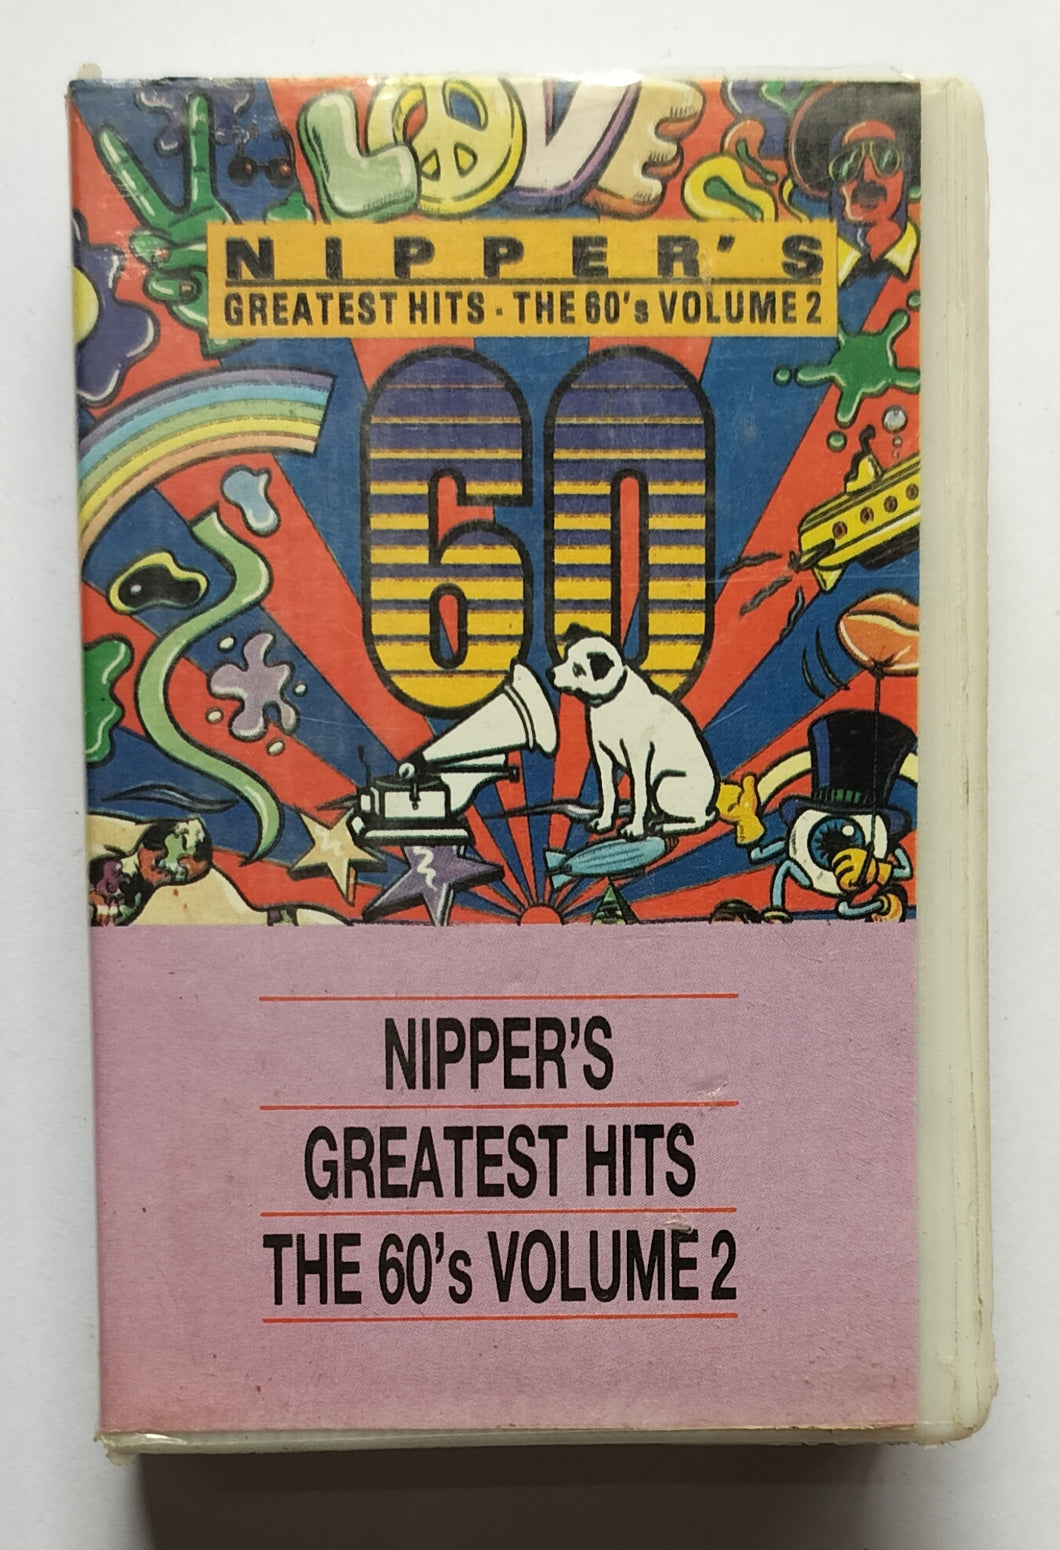 LOVE
NIPPER'S
GREATEST HITS - THE 60's VOLUME 2
60
NIPPER'S
GREATEST HITS
THE 60's VOLUME 2